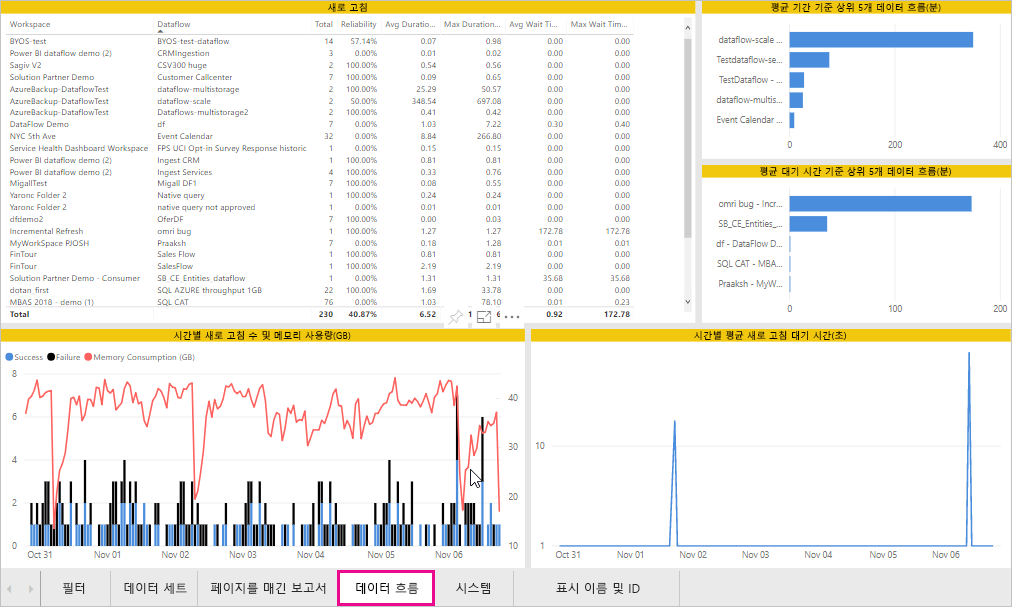 새로 고침
Workspace Dataflow Total Reliability Avg Duratio... Max Duration... Avg Wait Ti... Max Wait Tim...
BYOS-test BYOS-test-dataflow 14 57.14% 0.07 0.98 0.00 0.00
Power BI dataflow demo (2) CRMIngestion 3 0.00% 0.01 0.02 0.00 0.00
Sagiv V2 CSV300 huge 2 100.00% 0.54 0.56 0.00 0.00
Solution Partner Demo Customer Callcenter 7 100.00% 0.09 0.65 0.00 0.00
AzureBackup-DataflowTest dataflow-multistorage 2 100.00% 25.29 50.57 0.00 0.00
AzureBackup-DataflowTest dataflow-scale 2 50.00% 348.54 697.08 0.00 0.00
AzureBackup-DataflowTest Dataflows-multistorage2 2 100.00% 0.41 0.42 0.00 0.00
DataFlow Demo df 7 0.00% 1.03 7.22 0.30 0.40
NYC 5th Ave Event Calendar 32 0.00% 8.84 266.80 0.00 0.00
Service Health Dashboard Workspace FPS UCI Opt-in Survey Response historic 1 0.00% 0.15 0.15 0.00 0.00
Power BI dataflow demo (2) Ingest CRM 1 100.00% 0.81 0.81 0.00 0.00
Power BI dataflow demo (2) Ingest Services 4 100.00% 0.33 0.76 0.00 0.00
MigallTest Migall DF1 7 100.00% 0.08 0.55 0.00 0.00
Yaronc Folder 2 Native query 1 100.00% 0.24 0.24 0.00 0.00
Yaronc Folder 2 native query not approved 1 0.00% 0.01 0.01 0.00 0.00
dfdemo2 OferDF 7 100.00% 0.00 0.03 0.00 0.00
Incremental Refresh omri bug 1 100.00% 1.27 1.27 172.78 172.78
MyWorkSpace PJOSH Praaksh 7 0.00% 0.18 1.28 0.01 0.01
FinTour Sales Flow 1 100.00% 0.81 0.81 0.00 0.00
FinTour SalesFlow 1 100.00% 2.19 2.19 0.00 0.00
Solution Partner Demo - Consumer SB_CE_Entities_dataflow 1 0.00% 1.31 1.31 35.68 35.68
dotan_first SQL AZURE throughput 1GB 22 100.00% 1.69 33.78 0.00 0.00
MBAS 2018 - demo (1) SQL CAT 76 0.00% 1.03 78.10 0.01 0.23
Total 230 40.87% 6.52 0.92 172.78
평균 기간 기준 상위 5개 데이터 흐름(분)
dataflow-scale ...
Testdataflow-se...
TestDataflow - ...
dataflow-multis...
Event Calendar ...
0 200 400
평균 대기 시간 기준 상위 5개 데이터 흐름(분)
omri bug - Incr...
SB_CE_Entities_...
df - DataFlow D...
SQL CAT - MBA...
Praaksh - MyW...
0 100 200
시간별 새로 고침 수 및 메모리 사용량(GB)
Success Failure Memory Consumption (GB)
8
6
4
2
0
40
30
20
10
Oct 31 Nov 01 Nov 02 Nov 03 Nov 04 Nov 05 Nov 06
시간별 평균 새로 고침 대기 시간(초)
10
1
Oct 31 Nov 01 Nov 02 Nov 03 Nov 04 Nov 05 Nov 06
필터 데이터 세트 페이지를 매긴 보고서 데이터 흐름 시스템 표시 이름 및 ID